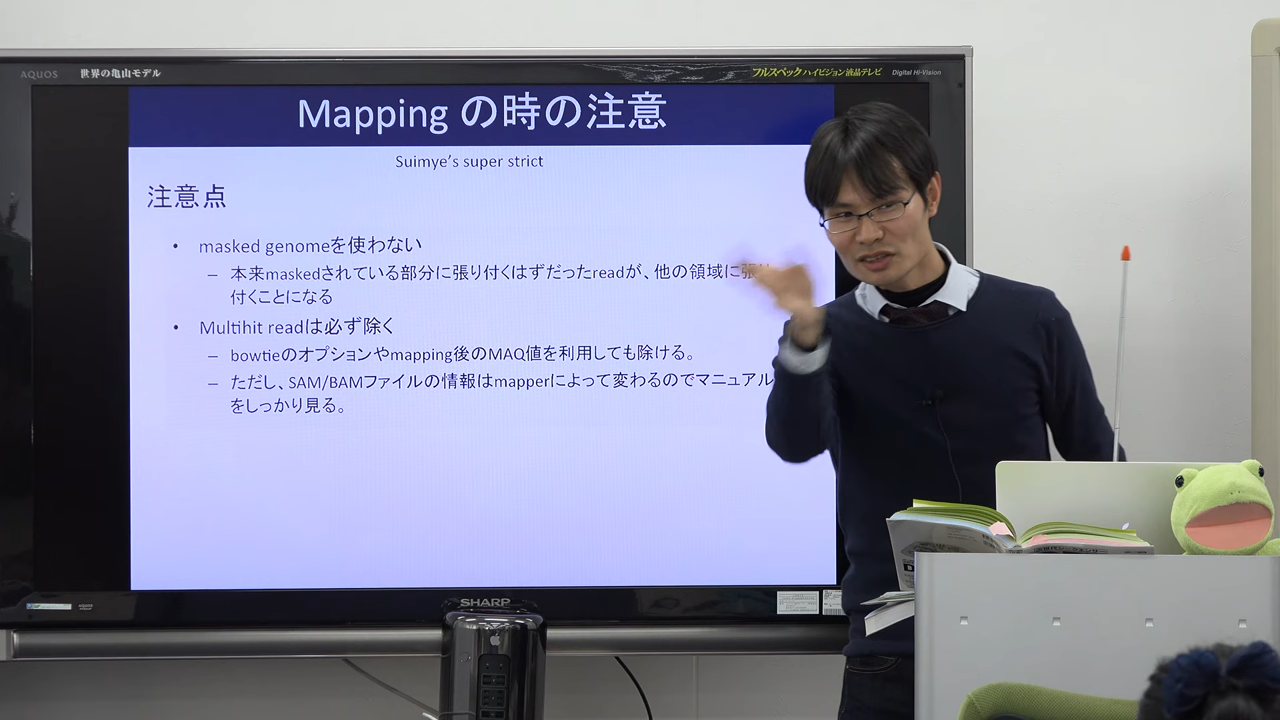 AQUOS 世界の亀山モデル フルスペックハイビジョン液晶テレビ Digital Hi-Vision
Mapping の時の注意
Suimye's super strict
注意点
• masked genomeを使わない
– 本来maskedされている部分に張り付くはずだったreadが、他の領域に張り
付くことになる
• Multihit readは必ず除く
– bowtieのオプションやmapping後のMAQ値を利用しても除ける。
– ただし、SAM/BAMファイルの情報はmapperによって変わるのでマニュアル
をしっかり見る。
SHARP